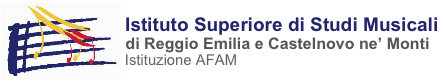 Istituto Superiore di Studi Musicali
di Reggio Emilia e Castelnovo ne' Monti
Istituzione AFAM